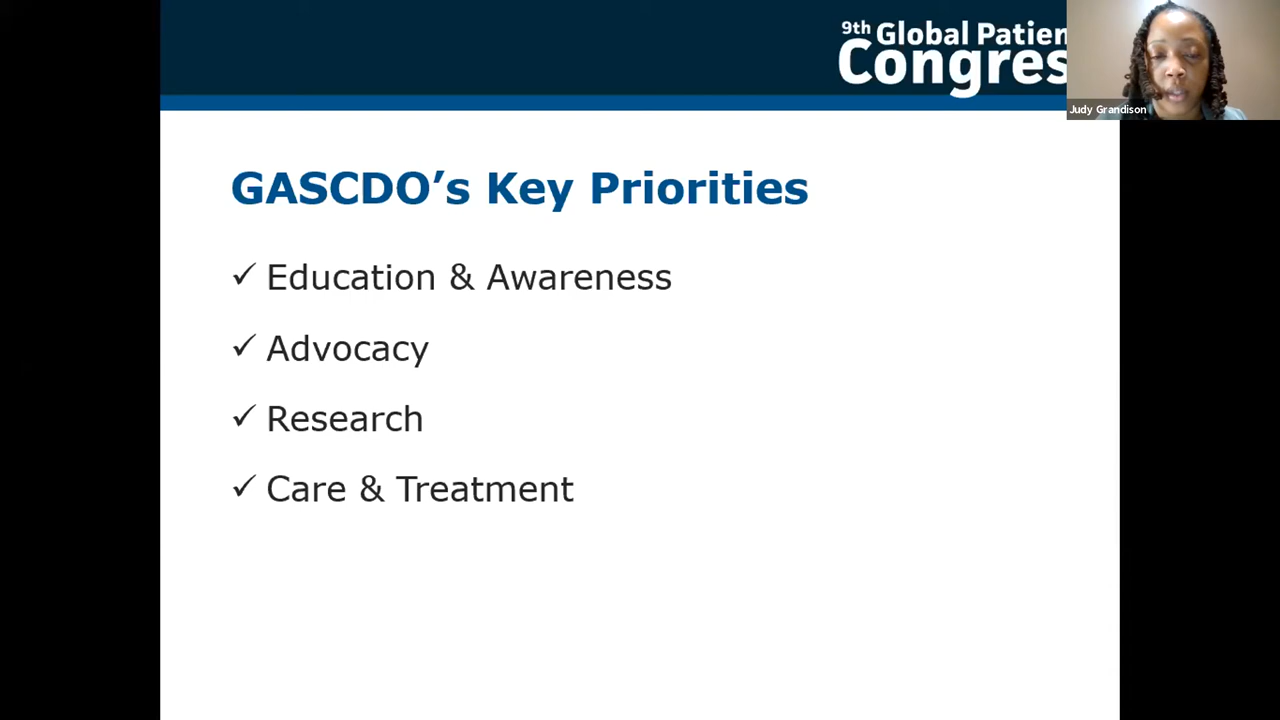 9th Global Patien
Congres
Judy Grandison
GASCDO’s Key Priorities
✓ Education & Awareness
✓ Advocacy
✓ Research
✓ Care & Treatment